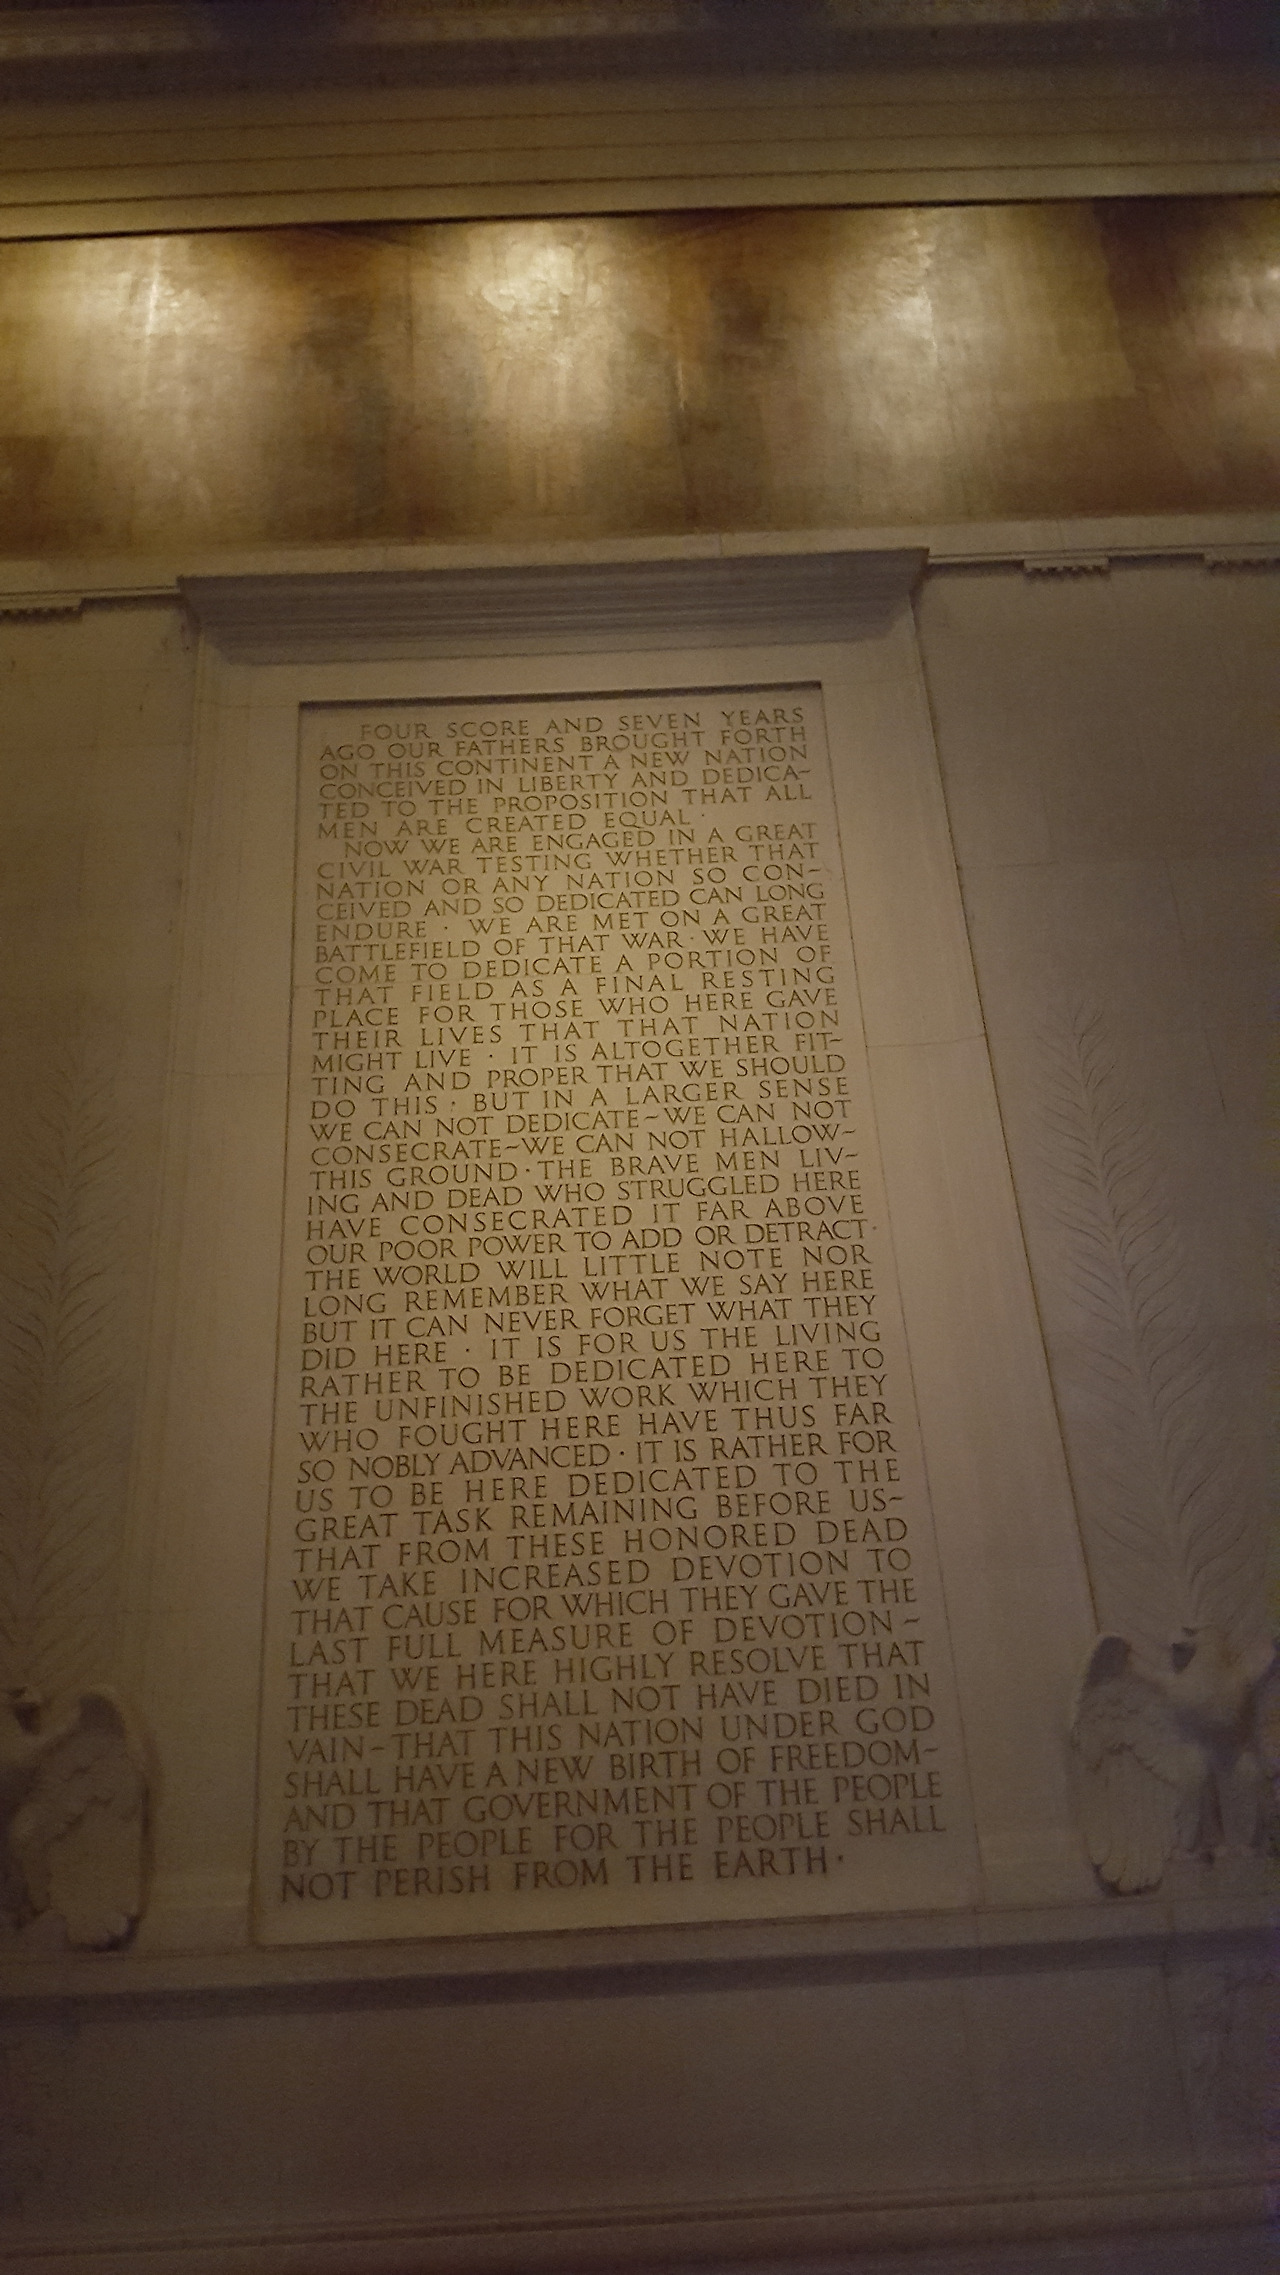 FOUR SCORE AND SEVEN YEARS
AGO OUR FATHERS BROUGHT FORTH
ON THIS CONTINENT A NEW NATION
CONCEIVED IN LIBERTY AND DEDICA-
TED TO THE PROPOSITION THAT ALL
MEN ARE CREATED EQUAL ·
NOW WE ARE ENGAGED IN A GREAT
CIVIL WAR TESTING WHETHER THAT
NATION OR ANY NATION SO CON-
CEIVED AND SO DEDICATED CAN LONG
ENDURE · WE ARE MET ON A GREAT
BATTLEFIELD OF THAT WAR · WE HAVE
COME TO DEDICATE A PORTION OF
THAT FIELD AS A FINAL RESTING
PLACE FOR THOSE WHO HERE GAVE
THEIR LIVES THAT THAT NATION
MIGHT LIVE · IT IS ALTOGETHER FIT-
TING AND PROPER THAT WE SHOULD
DO THIS · BUT IN A LARGER SENSE
WE CAN NOT DEDICATE~WE CAN NOT
CONSECRATE~WE CAN NOT HALLOW~
THIS GROUND · THE BRAVE MEN LIV~
ING AND DEAD WHO STRUGGLED HERE
HAVE CONSECRATED IT FAR ABOVE
OUR POOR POWER TO ADD OR DETRACT ·
THE WORLD WILL LITTLE NOTE NOR
LONG REMEMBER WHAT WE SAY HERE
BUT IT CAN NEVER FORGET WHAT THEY
DID HERE · IT IS FOR US THE LIVING
RATHER TO BE DEDICATED HERE TO
THE UNFINISHED WORK WHICH THEY
WHO FOUGHT HERE HAVE THUS FAR
SO NOBLY ADVANCED · IT IS RATHER FOR
US TO BE HERE DEDICATED TO THE
GREAT TASK REMAINING BEFORE US~
THAT FROM THESE HONORED DEAD
WE TAKE INCREASED DEVOTION TO
THAT CAUSE FOR WHICH THEY GAVE THE
LAST FULL MEASURE OF DEVOTION ~
THAT WE HERE HIGHLY RESOLVE THAT
THESE DEAD SHALL NOT HAVE DIED IN
VAIN~THAT THIS NATION UNDER GOD
SHALL HAVE A NEW BIRTH OF FREEDOM~
AND THAT GOVERNMENT OF THE PEOPLE
BY THE PEOPLE FOR THE PEOPLE SHALL
NOT PERISH FROM THE EARTH ·